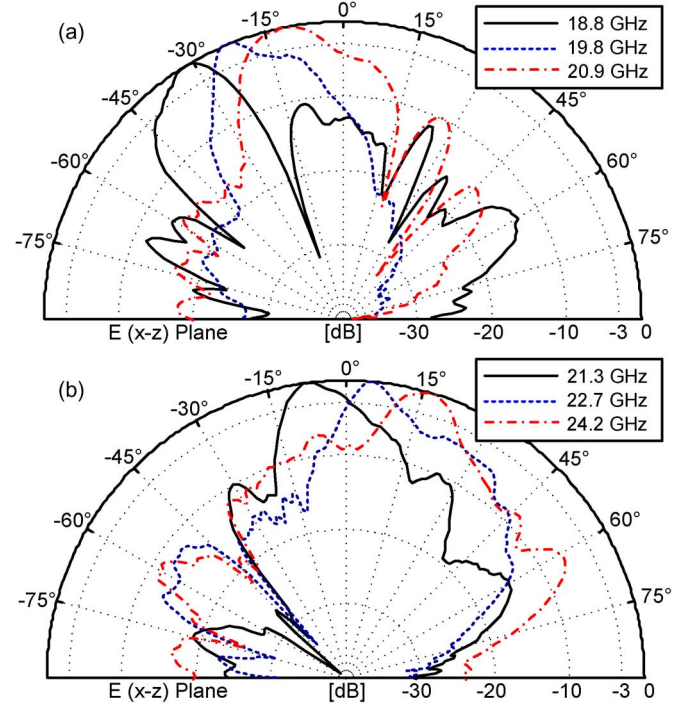 (a)
0°
-15°
15°
18.8 GHz
19.8 GHz
20.9 GHz
-30°
-45°
45°
-60°
60°
-75°
75°
E (x-z) Plane [dB] -30 -20 -10 -3 0
(b)
0°
-15°
15°
21.3 GHz
22.7 GHz
24.2 GHz
-30°
-45°
45°
-60°
60°
-75°
75°
E (x-z) Plane [dB] -30 -20 -10 -3 0